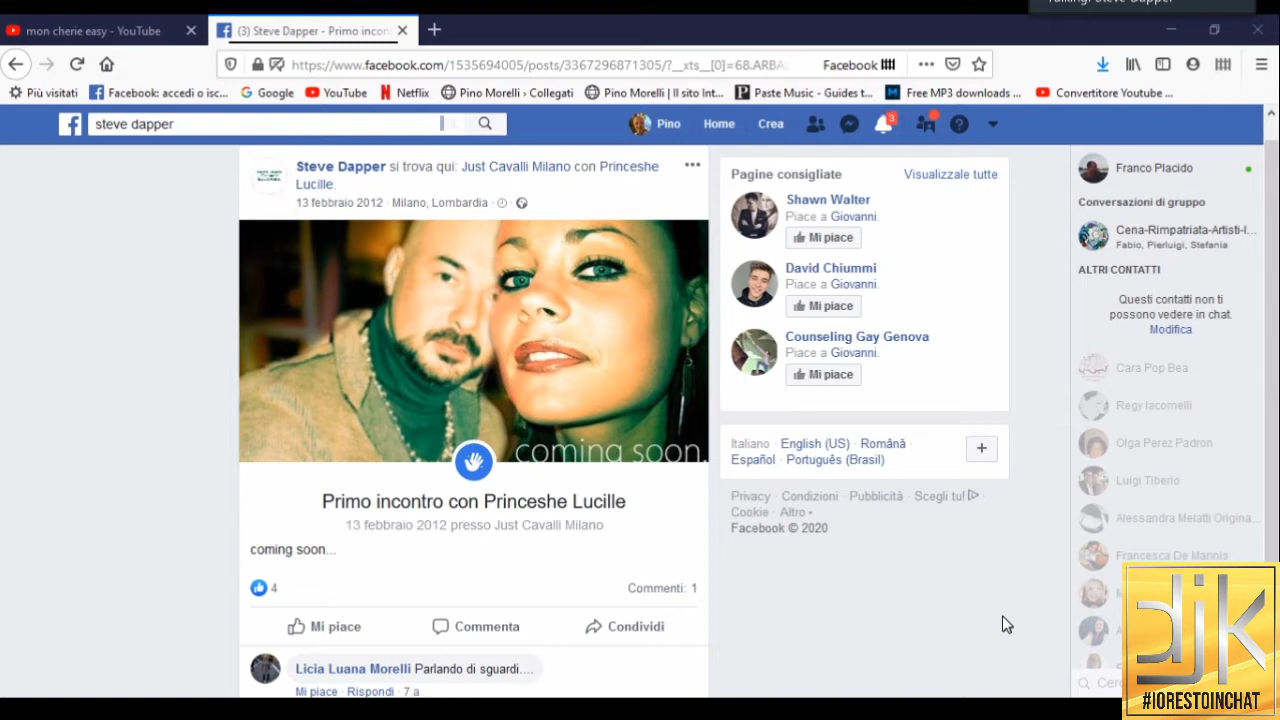 Talking: Steve Dapper
mon cherie easy - YouTube
(3) Steve Dapper - Primo incon
https://www.facebook.com/1535694005/posts/3367296871305/?__xts__[0]=68.ARBA
Facebook
Più visitati
Facebook: accedi o isc...
Google
YouTube
Netflix
Pino Morelli › Collegati
Pino Morelli | Il sito Int...
Paste Music - Guides t...
Free MP3 downloads ...
Convertitore Youtube ...
steve dapper
Pino
Home
Crea
3
Steve Dapper si trova qui: Just Cavalli Milano con Princeshe
Lucille.
13 febbraio 2012 · Milano, Lombardia ·
coming soon.
Primo incontro con Princeshe Lucille
13 febbraio 2012 presso Just Cavalli Milano
coming soon...
4
Commenti: 1
Mi piace
Commenta
Condividi
Licia Luana Morelli Parlando di sguardi....
Mi piace · Rispondi · 7 a
Pagine consigliate
Visualizzale tutte
Shawn Walter
Piace a Giovanni.
Mi piace
David Chiummi
Piace a Giovanni.
Mi piace
Counseling Gay Genova
Piace a Giovanni.
Mi piace
Italiano · English (US) · Română ·
Español · Português (Brasil)
Privacy · Condizioni · Pubblicità · Scegli tu! ·
Cookie · Altro
Facebook © 2020
Franco Placido
Conversazioni di gruppo
Cena-Rimpatriata-Artisti-I...
Fabio, Pierluigi, Stefania
ALTRI CONTATTI
Questi contatti non ti
possono vedere in chat.
Modifica
Cara Pop Bea
Regy Iacomelli
Olga Perez Padron
Luigi Tiberio
Alessandra Melatti Origina...
Francesca De Mannis
djk
#IORESTOINCHAT